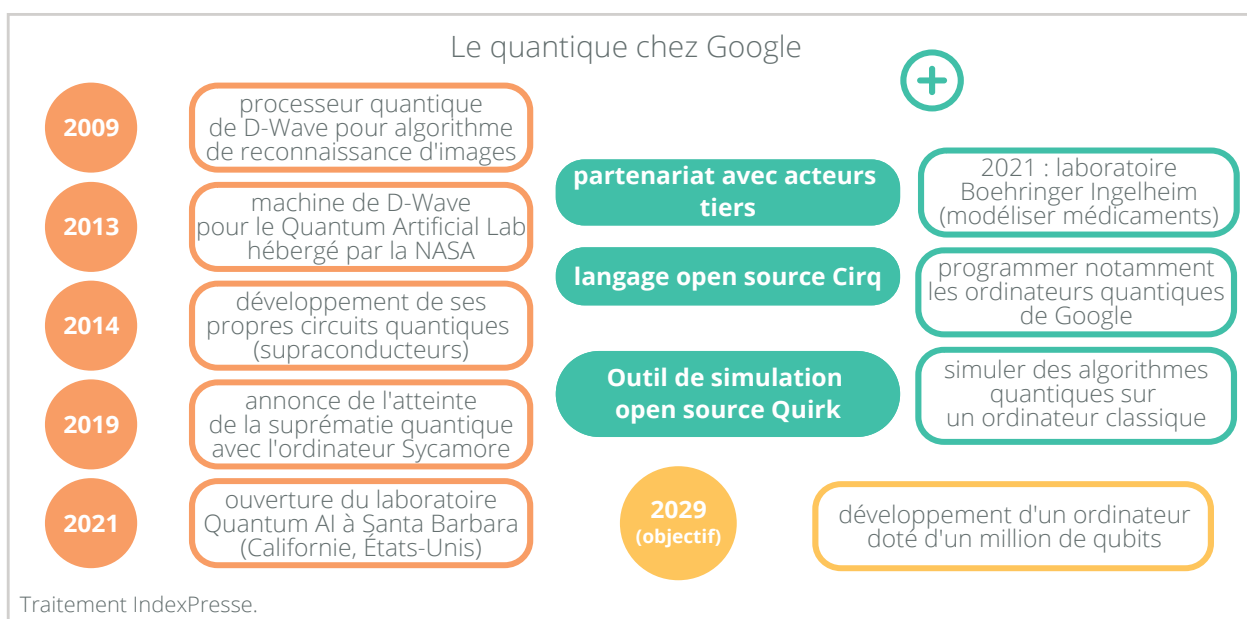 Le quantique chez Google
2009
processeur quantique
de D-Wave pour algorithme
de reconnaissance d'images
2013
machine de D-Wave
pour le Quantum Artificial Lab
hébergé par la NASA
2014
développement de ses
propres circuits quantiques
(supraconducteurs)
2019
annonce de l'atteinte
de la suprématie quantique
avec l'ordinateur Sycamore
2021
ouverture du laboratoire
Quantum AI à Santa Barbara
(Californie, États-Unis)
+
partenariat avec acteurs
tiers
2021 : laboratoire
Boehringer Ingelheim
(modéliser médicaments)
langage open source Cirq
programmer notamment
les ordinateurs quantiques
de Google
Outil de simulation
open source Quirk
simuler des algorithmes
quantiques sur
un ordinateur classique
2029
(objectif)
développement d'un ordinateur
doté d'un million de qubits
Traitement IndexPresse.